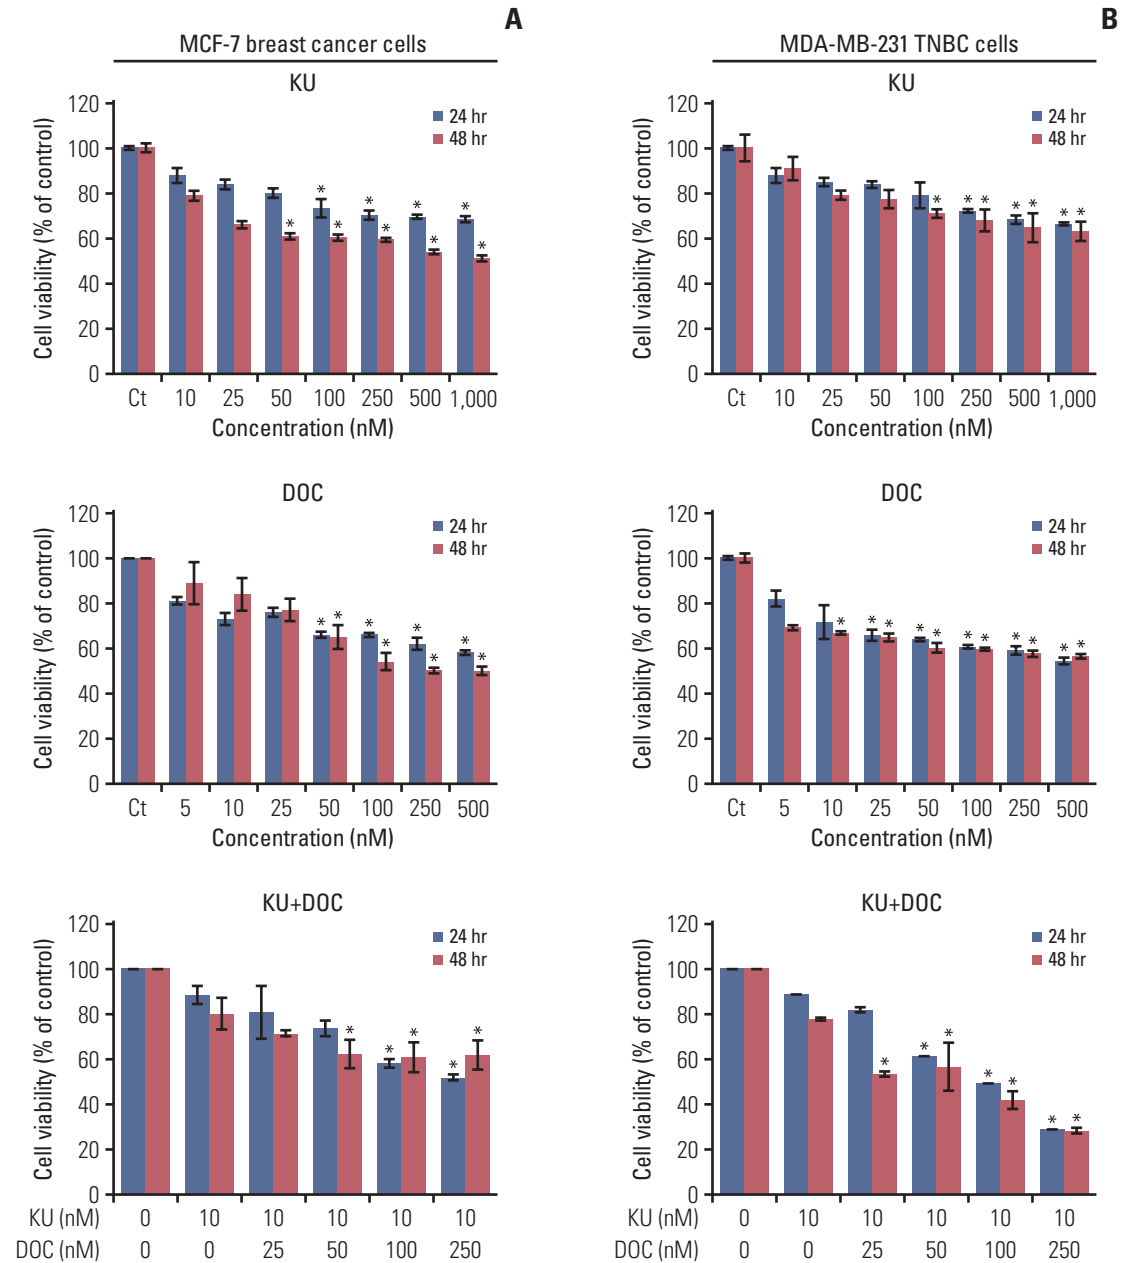 A
MCF-7 breast cancer cells
KU
Cell viability (% of control)
120
100
80
60
40
20
0
24 hr
48 hr
* * * * * * * * *
Ct 10 25 50 100 250 500 1,000
Concentration (nM)
DOC
Cell viability (% of control)
120
100
80
60
40
20
0
24 hr
48 hr
* * * * * * * *
Ct 5 10 25 50 100 250 500
Concentration (nM)
KU+DOC
Cell viability (% of control)
120
100
80
60
40
20
0
24 hr
48 hr
* * * * *
KU (nM) 0 10 10 10 10 10
DOC (nM) 0 0 25 50 100 250
B
MDA-MB-231 TNBC cells
KU
Cell viability (% of control)
120
100
80
60
40
20
0
24 hr
48 hr
* * * * * * *
Ct 10 25 50 100 250 500 1,000
Concentration (nM)
DOC
Cell viability (% of control)
120
100
80
60
40
20
0
24 hr
48 hr
* * * * * * * * * * *
Ct 5 10 25 50 100 250 500
Concentration (nM)
KU+DOC
Cell viability (% of control)
120
100
80
60
40
20
0
24 hr
48 hr
* * * * * * *
KU (nM) 0 10 10 10 10 10
DOC (nM) 0 0 25 50 100 250